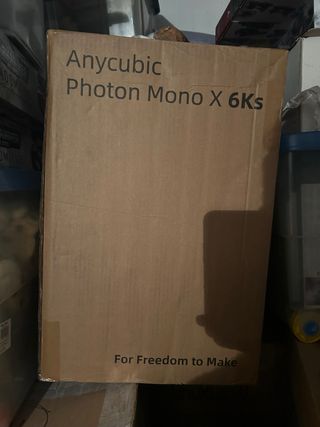 Anycubic
Photon Mono X 6Ks
For Freedom to Make